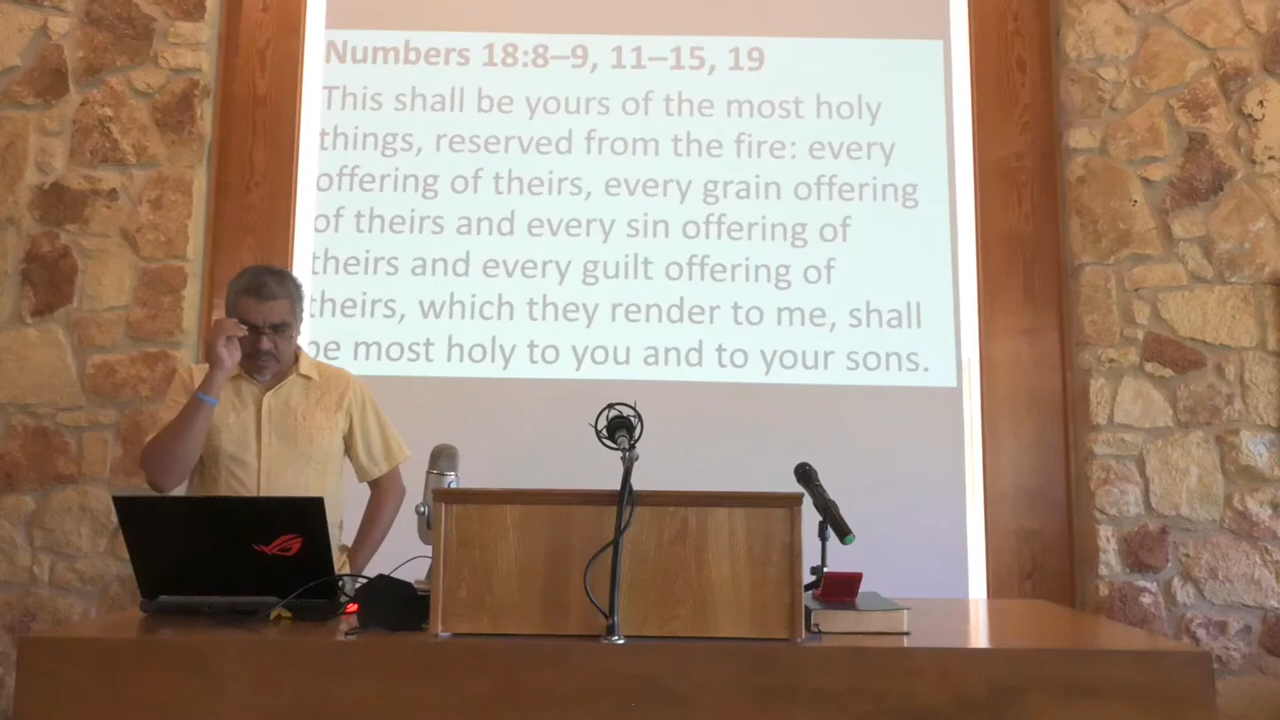 Numbers 18:8–9, 11–15, 19
This shall be yours of the most holy
things, reserved from the fire: every
offering of theirs, every grain offering
of theirs and every sin offering of
theirs and every guilt offering of
theirs, which they render to me, shall
be most holy to you and to your sons.